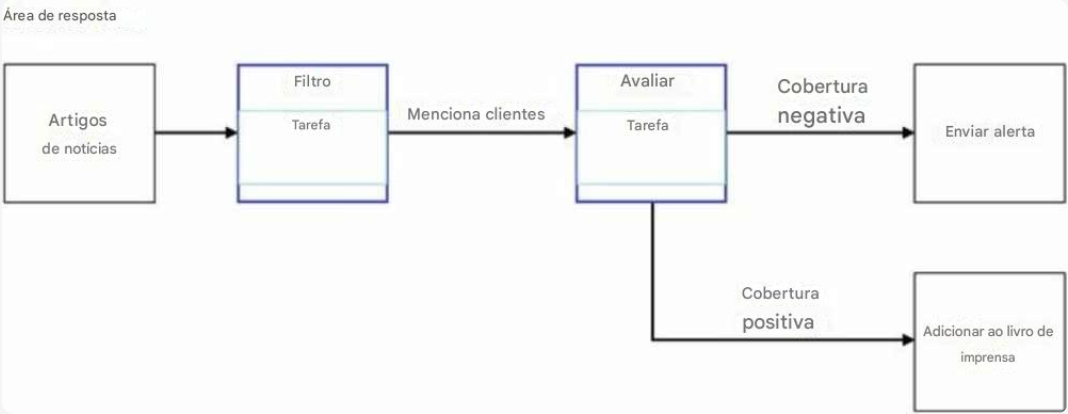 Área de resposta
Artigos
de notícias
Filtro
Tarefa
Menciona clientes
Avaliar
Tarefa
Cobertura
negativa
Enviar alerta
Cobertura
positiva
Adicionar ao livro de
imprensa